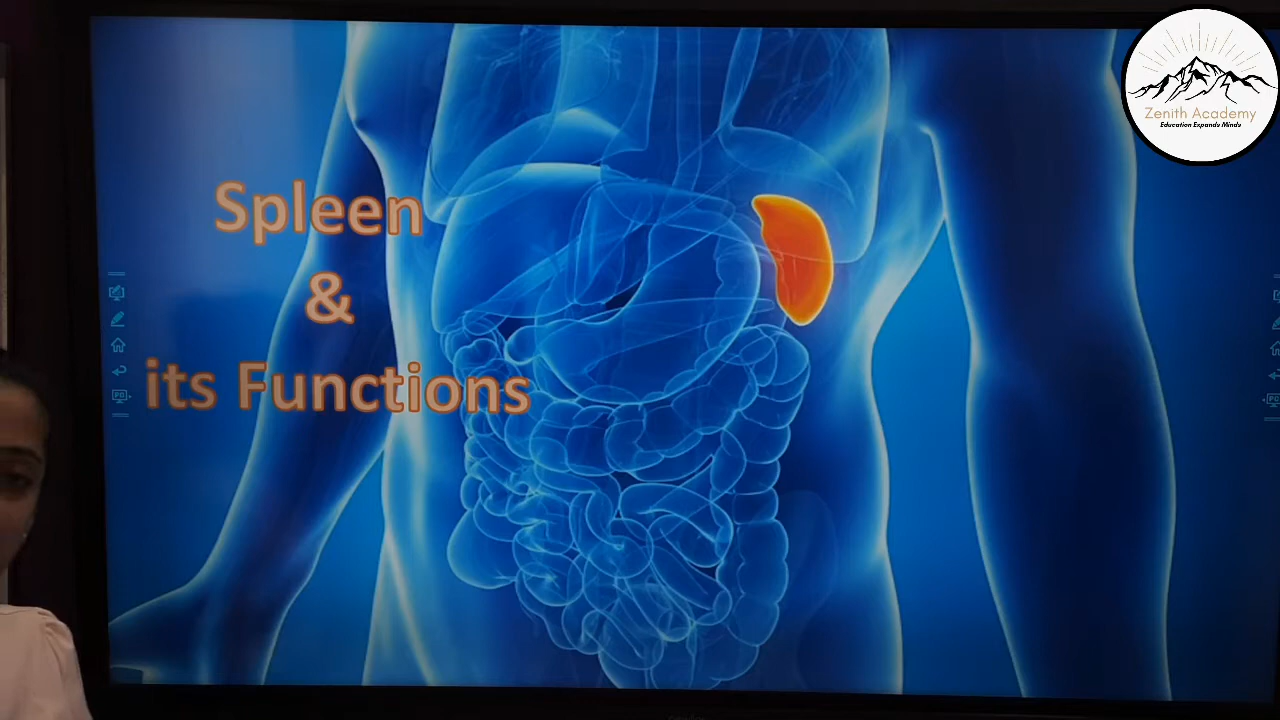 Spleen
&
its Functions
Zenith Academy
Education Expands Minds